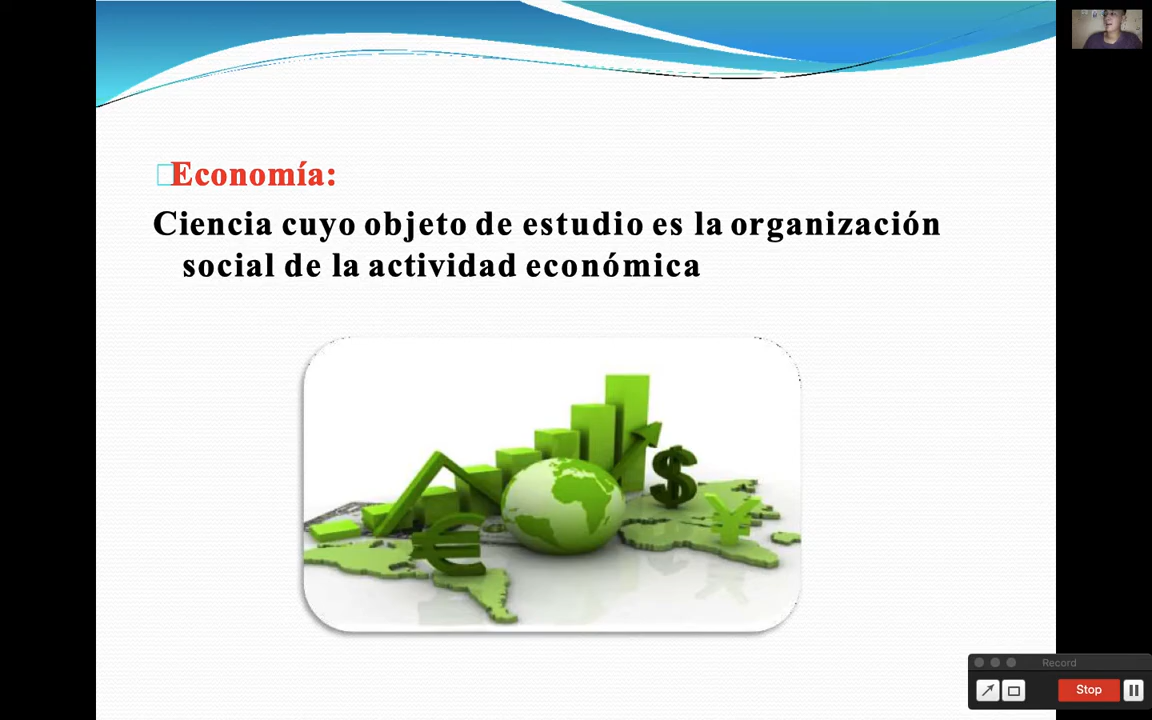 Economía:
Ciencia cuyo objeto de estudio es la organización
social de la actividad económica
$
¥
€
Record
Stop